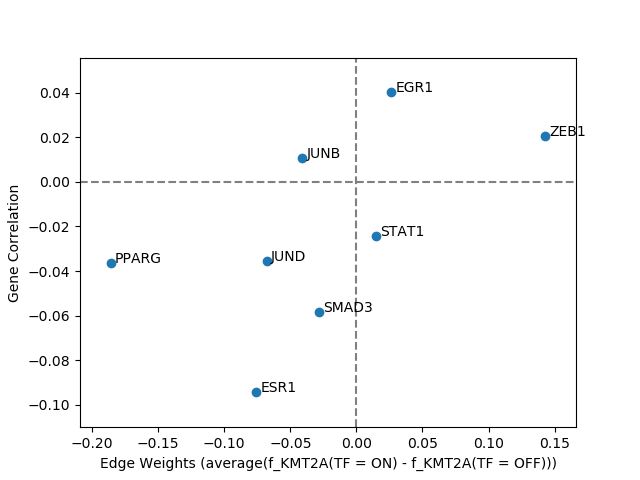 0.04
0.02
0.00
−0.02
−0.04
−0.06
−0.08
−0.10
Gene Correlation
EGR1
ZEB1
JUNB
STAT1
JUND
PPARG
SMAD3
ESR1
−0.20 −0.15 −0.10 −0.05 0.00 0.05 0.10 0.15
Edge Weights (average(f_KMT2A(TF = ON) - f_KMT2A(TF = OFF)))